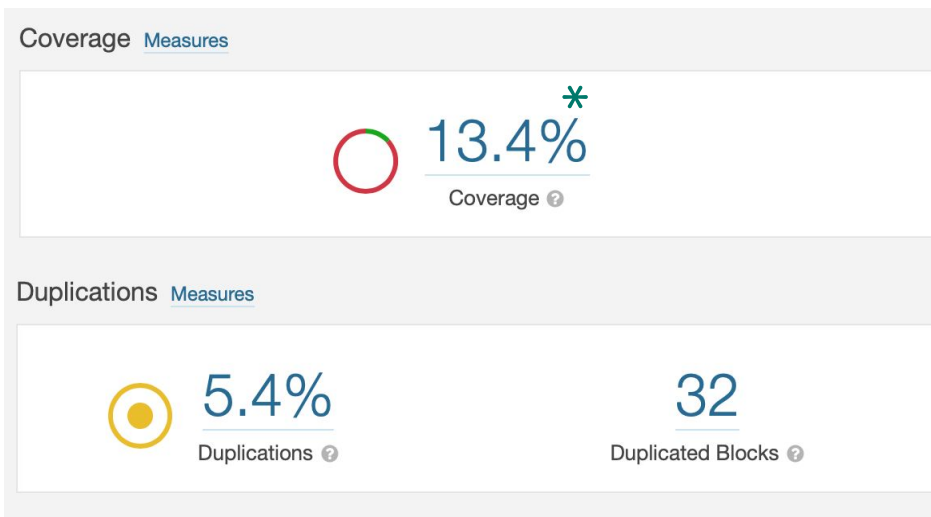 Coverage Measures
*
13.4%
Coverage ?
Duplications Measures
5.4% 32
Duplications ? Duplicated Blocks ?